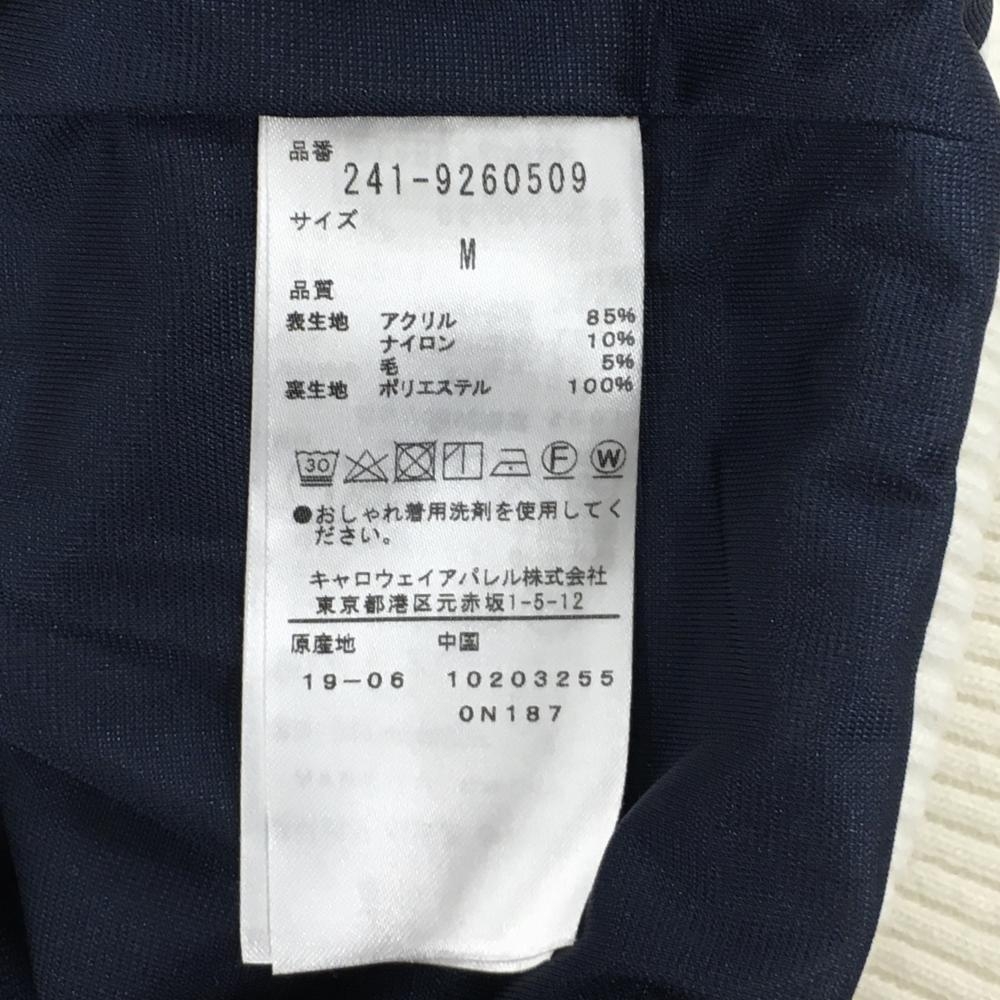 品番
241-9260509
サイズ
M
品質
表生地 アクリル 85%
ナイロン 10%
毛 5%
裏生地 ポリエステル 100%
30 F W
●おしゃれ着用洗剤を使用してく
ださい。
キャロウェイアパレル株式会社
東京都港区元赤坂1-5-12
原産地 中国
19-06 10203255
0N187